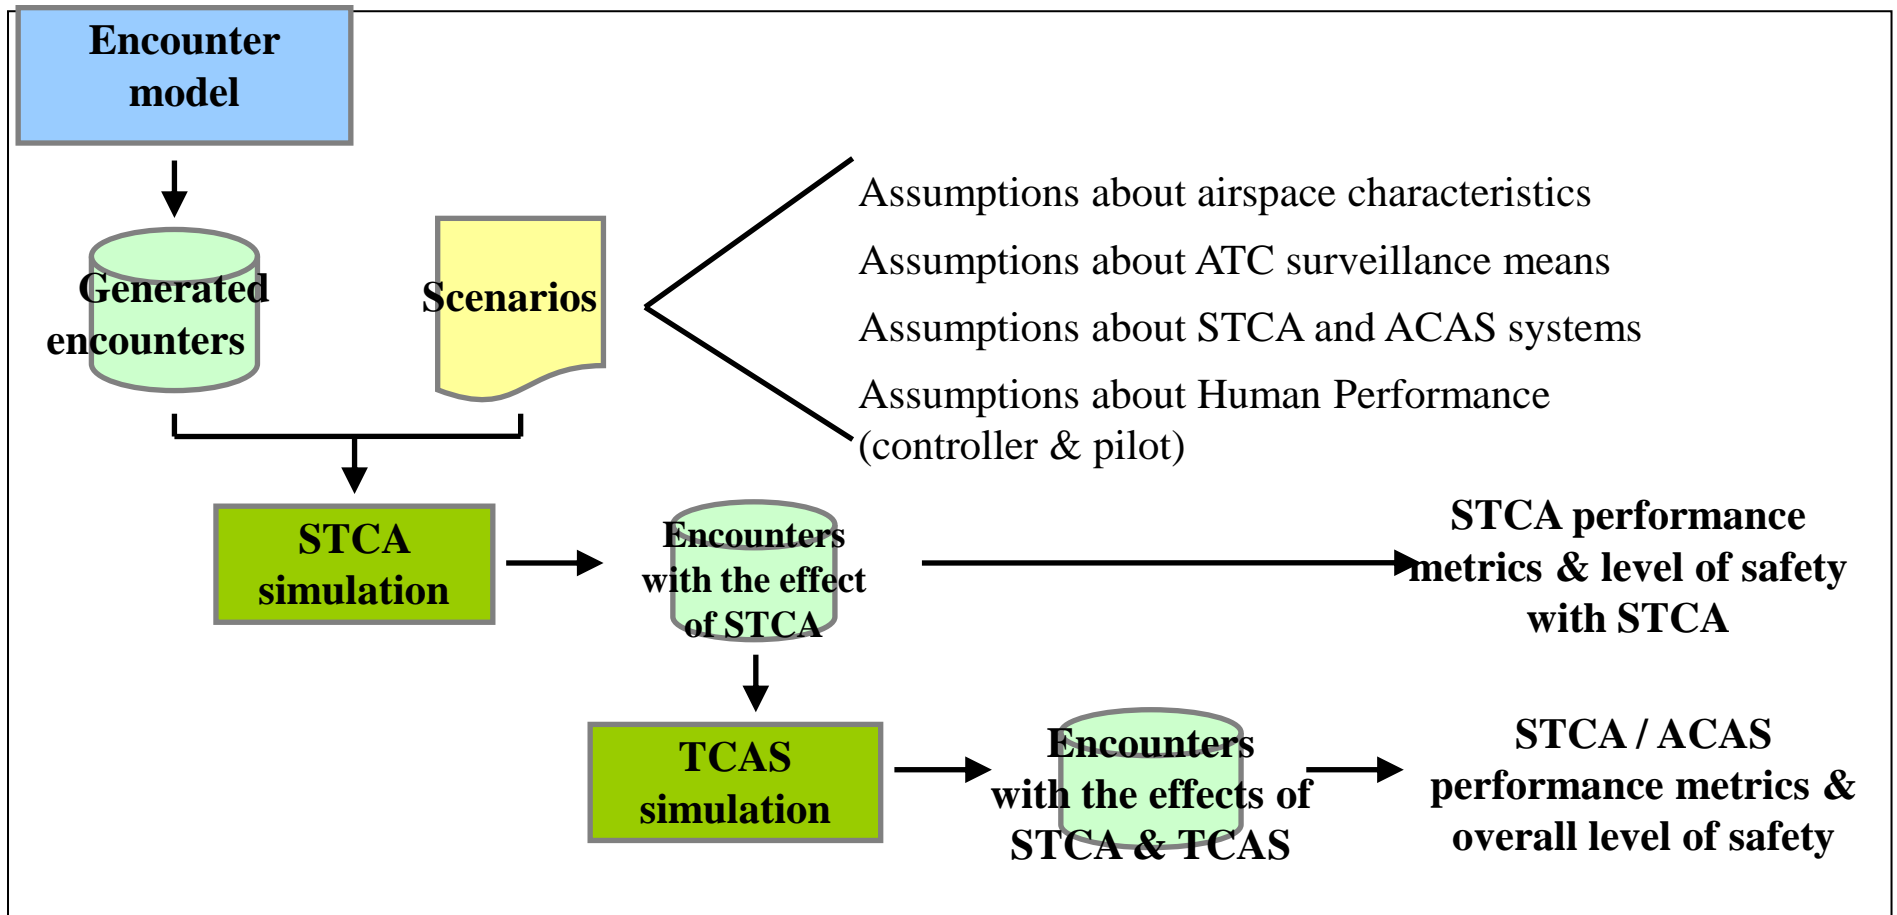 Encounter
model
Generated
encounters
Scenarios
Assumptions about airspace characteristics
Assumptions about ATC surveillance means
Assumptions about STCA and ACAS systems
Assumptions about Human Performance
(controller & pilot)
STCA
simulation
Encounters
with the effect
of STCA
STCA performance
metrics & level of safety
with STCA
TCAS
simulation
Encounters
with the effects of
STCA & TCAS
STCA / ACAS
performance metrics &
overall level of safety